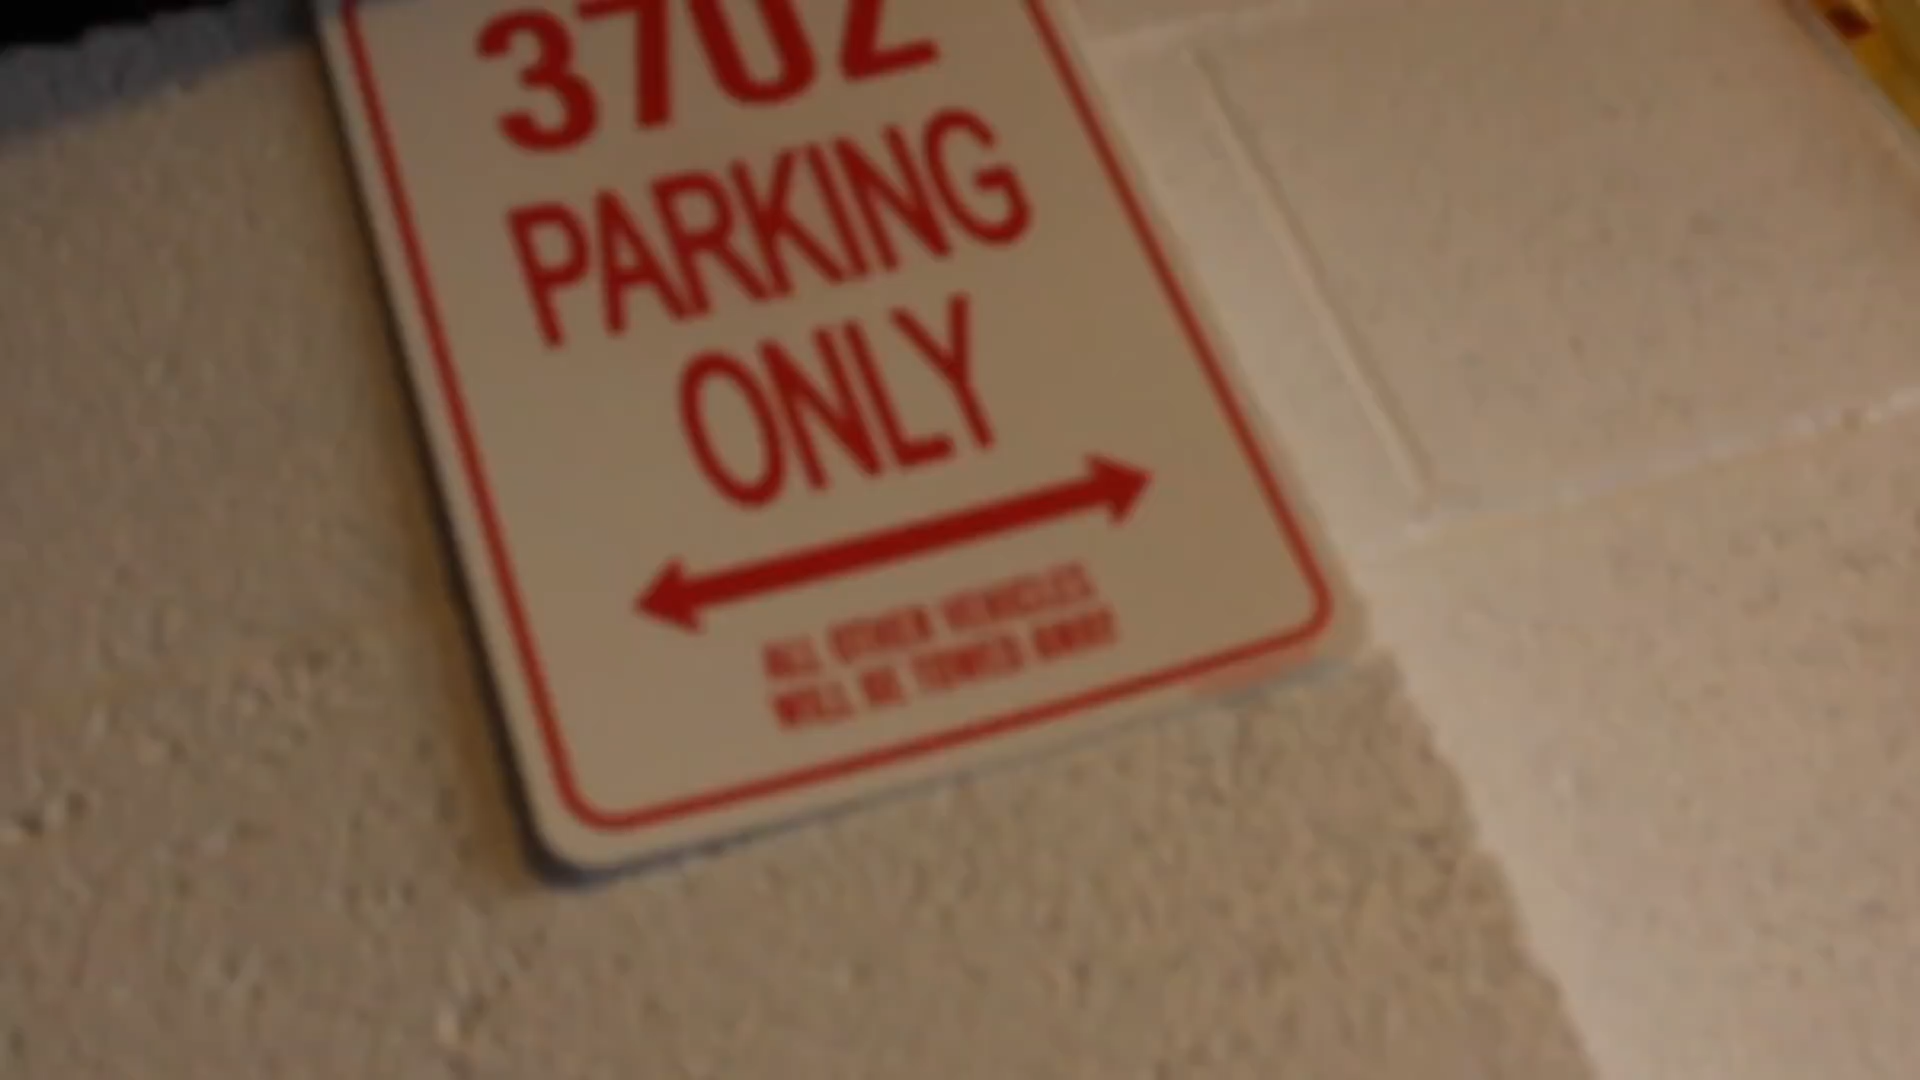 3702
PARKING
ONLY
ALL OTHER VEHICLES
WILL BE TOWED AWAY